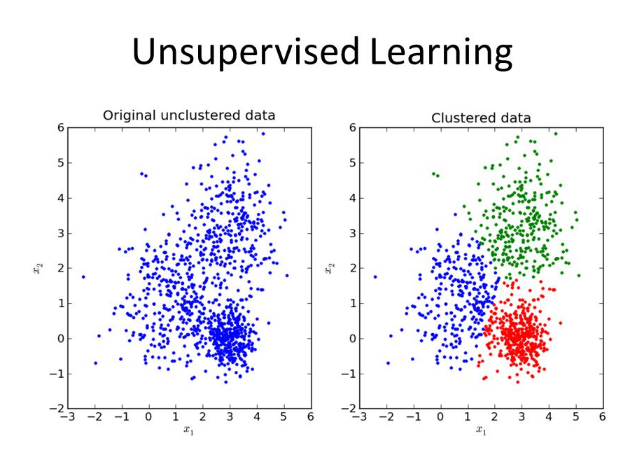 Unsupervised Learning
Original unclustered data
Clustered data
6
5
4
3
2
1
0
−1
−2
x₂
−3 −2 −1 0 1 2 3 4 5 6
x₁
6
5
4
3
2
1
0
−1
−2
x₂
−3 −2 −1 0 1 2 3 4 5 6
x₁